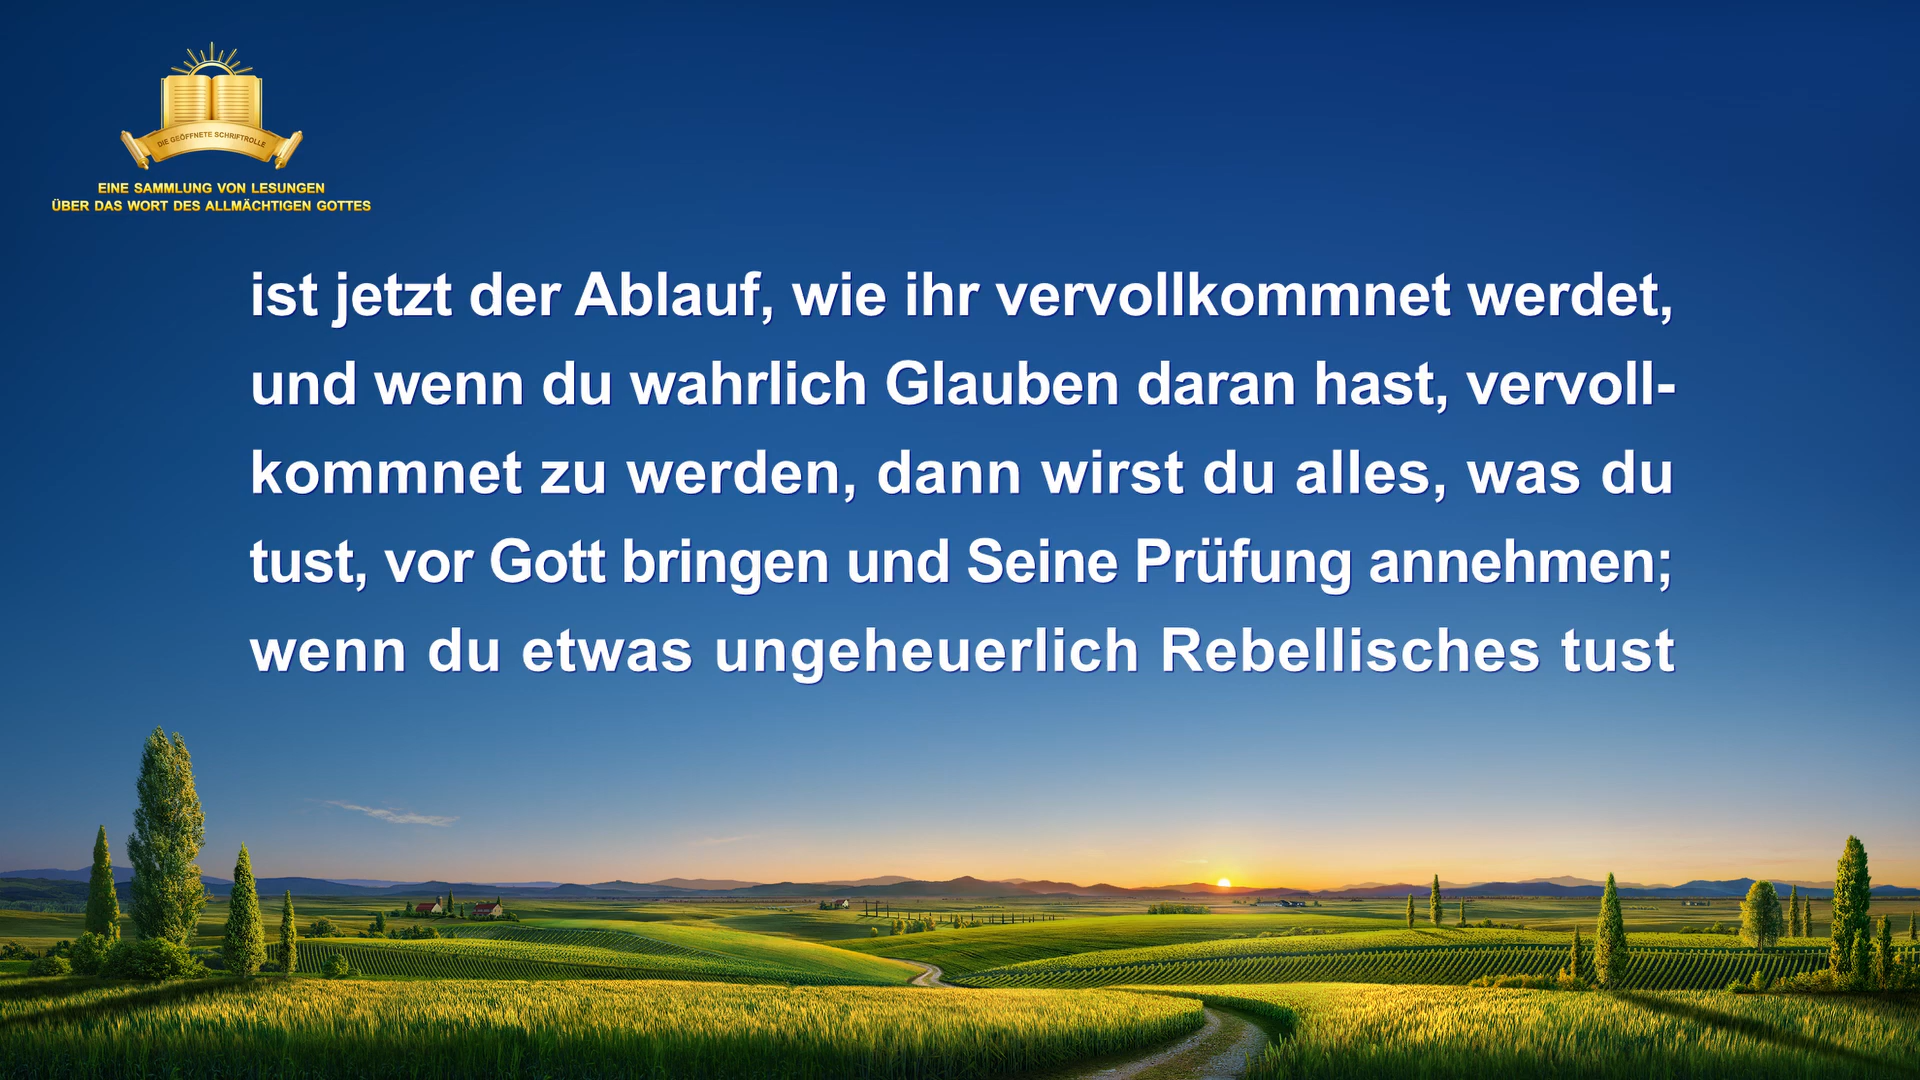 DIE GEÖFFNETE SCHRIFTROLLE
EINE SAMMLUNG VON LESUNGEN
ÜBER DAS WORT DES ALLMÄCHTIGEN GOTTES
ist jetzt der Ablauf, wie ihr vervollkommnet werdet,
und wenn du wahrlich Glauben daran hast, vervoll-
kommnet zu werden, dann wirst du alles, was du
tust, vor Gott bringen und Seine Prüfung annehmen;
wenn du etwas ungeheuerlich Rebellisches tust